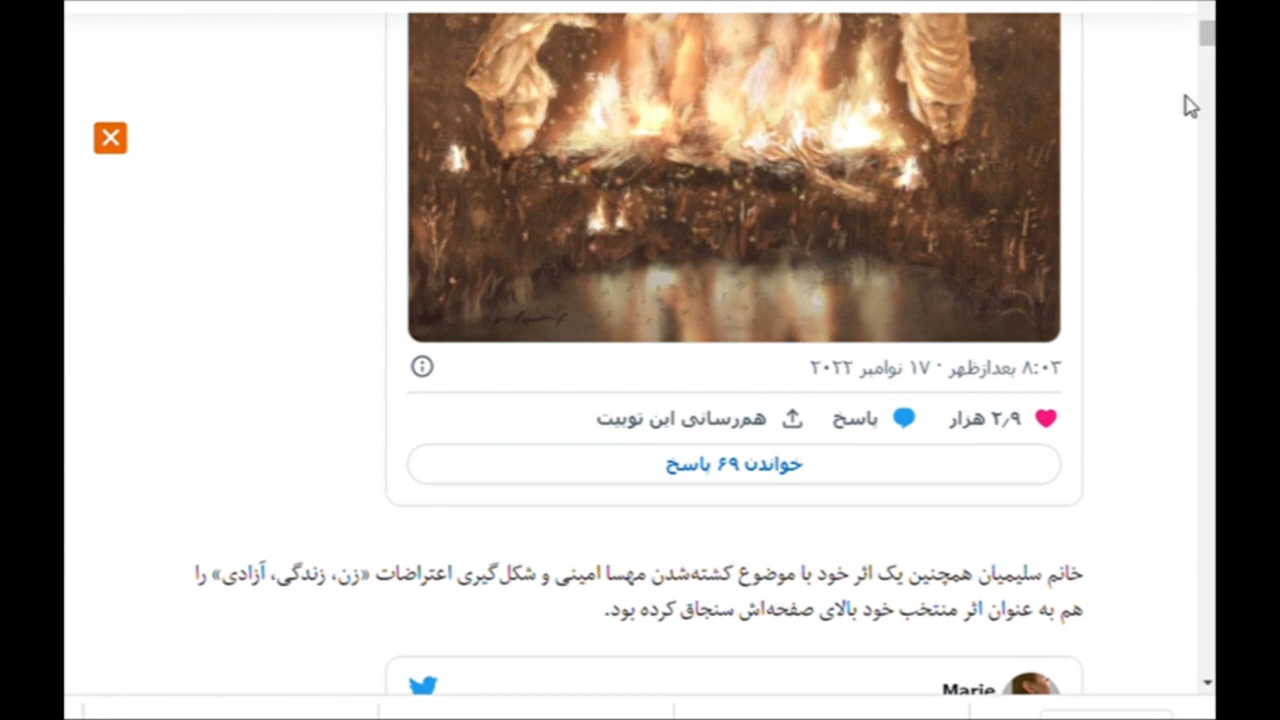 ۸:۰۳ بعدازظهر · ۱۷ نوامبر ۲۰۲۲
۲٫۹ هزار پاسخ هم‌رسانی این توییت
خواندن ۶۹ پاسخ
خانم سلیمیان همچنین یک اثر خود با موضوع کشته‌شدن مهسا امینی و شکل‌گیری اعتراضات «زن، زندگی، آزادی» را
هم به عنوان اثر منتخب خود بالای صفحه‌اش سنجاق کرده بود.
Marie